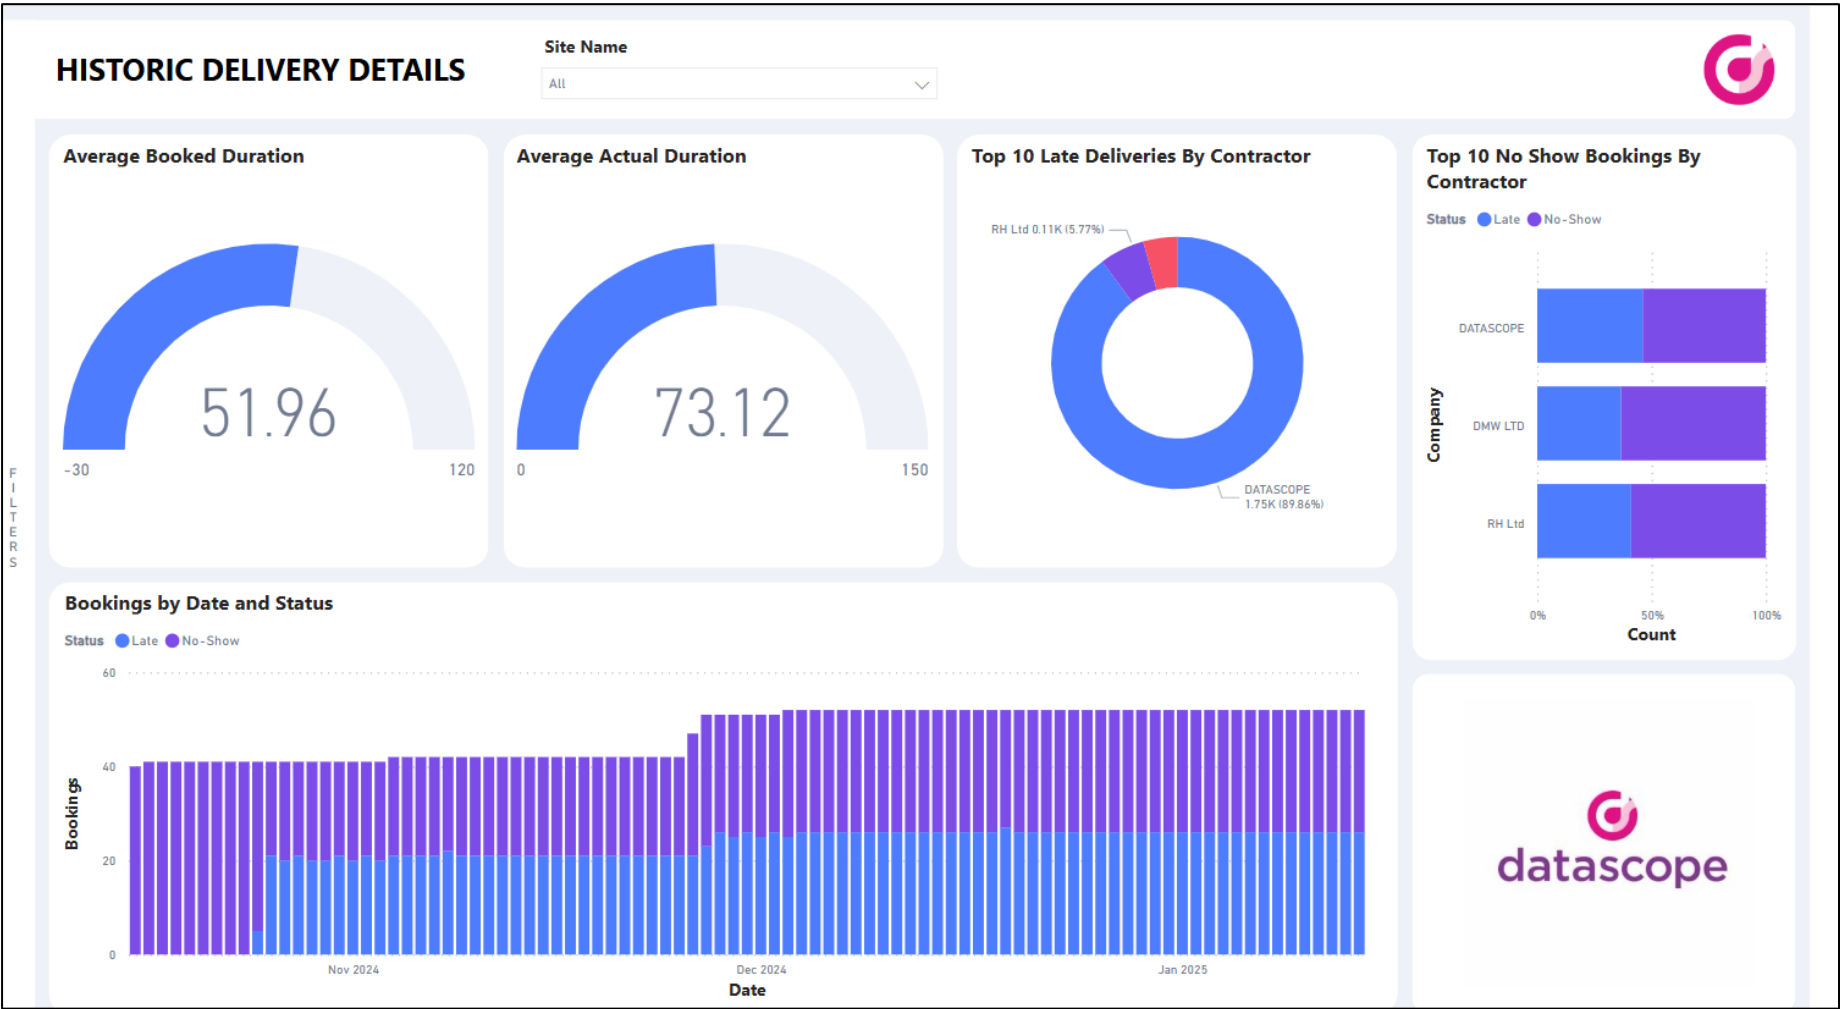 HISTORIC DELIVERY DETAILS
Site Name
All
Average Booked Duration
51.96
-30
120
Average Actual Duration
73.12
0
150
Top 10 Late Deliveries By Contractor
RH Ltd 0.11K (5.77%)
DATASCOPE
1.75K (89.86%)
Top 10 No Show Bookings By
Contractor
Status Late No-Show
Company
DATASCOPE
DMW LTD
RH Ltd
0% 50% 100%
Count
FILTERS
Bookings by Date and Status
Status Late No-Show
Bookings
60
40
20
0
Nov 2024 Dec 2024 Jan 2025
Date
datascope